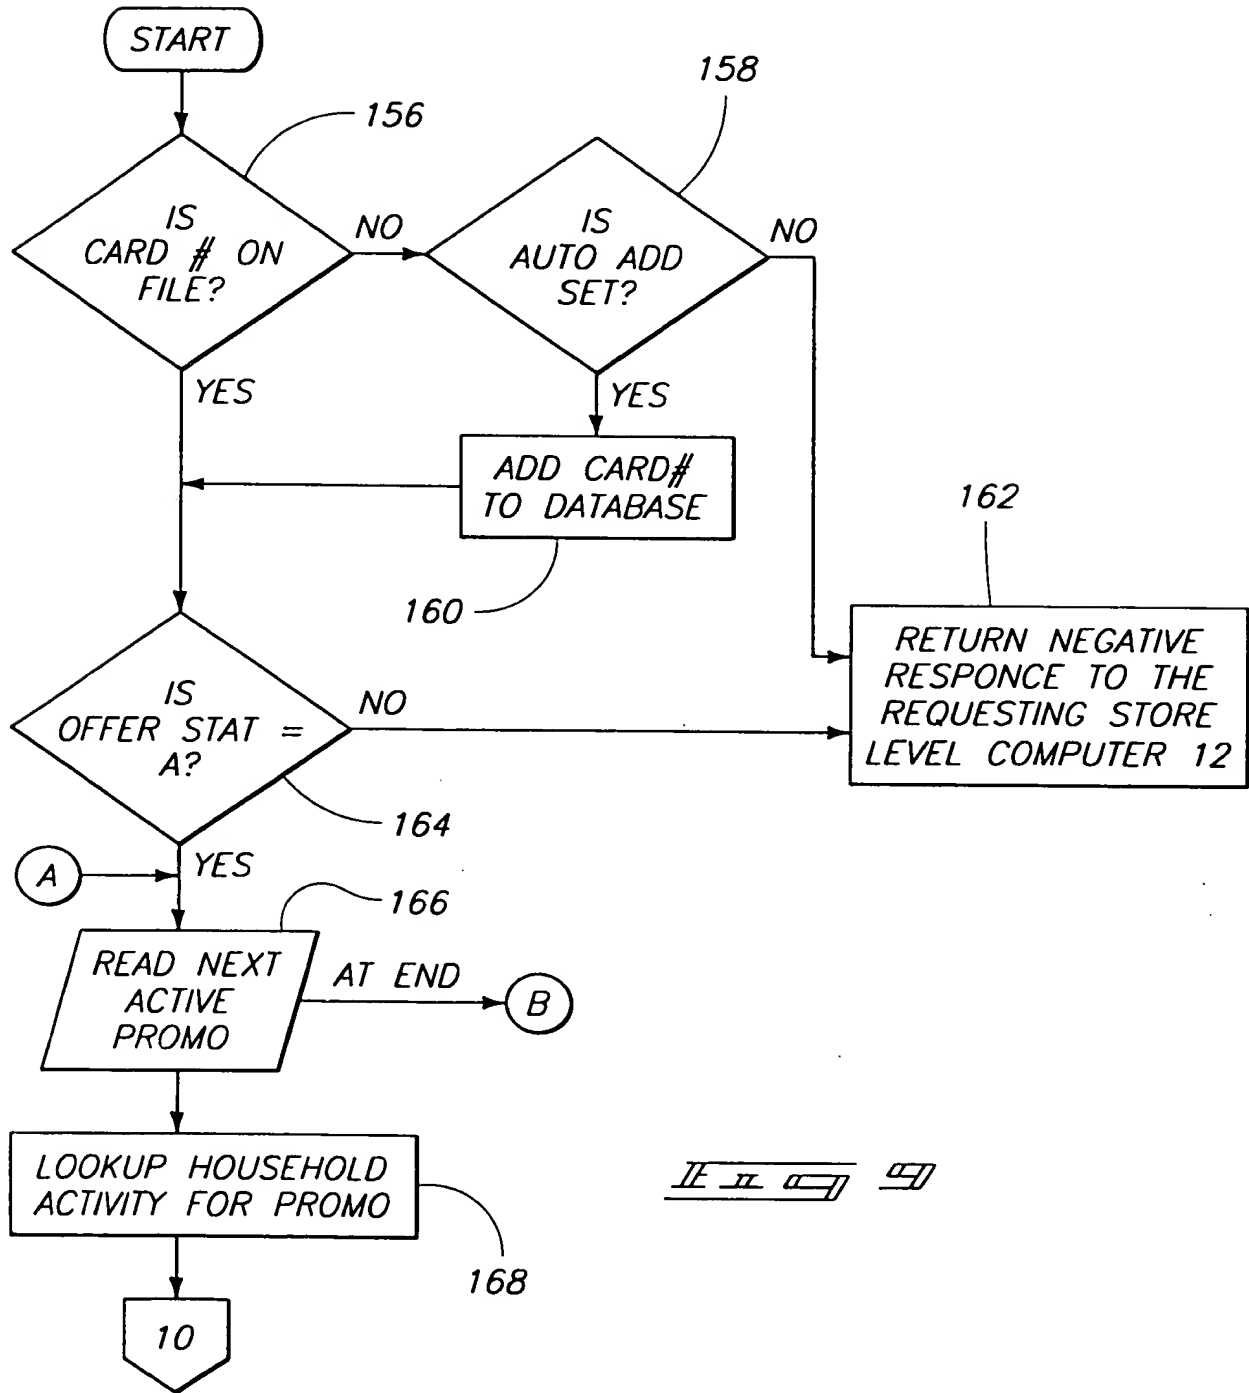 START
156
158
IS
CARD # ON
FILE?
NO
IS
AUTO ADD
SET?
NO
YES
YES
ADD CARD#
TO DATABASE
160
162
RETURN NEGATIVE
RESPONCE TO THE
REQUESTING STORE
LEVEL COMPUTER 12
IS
OFFER STAT =
A?
NO
164
A
YES
166
READ NEXT
ACTIVE
PROMO
AT END
B
LOOKUP HOUSEHOLD
ACTIVITY FOR PROMO
168
10
Fig 9